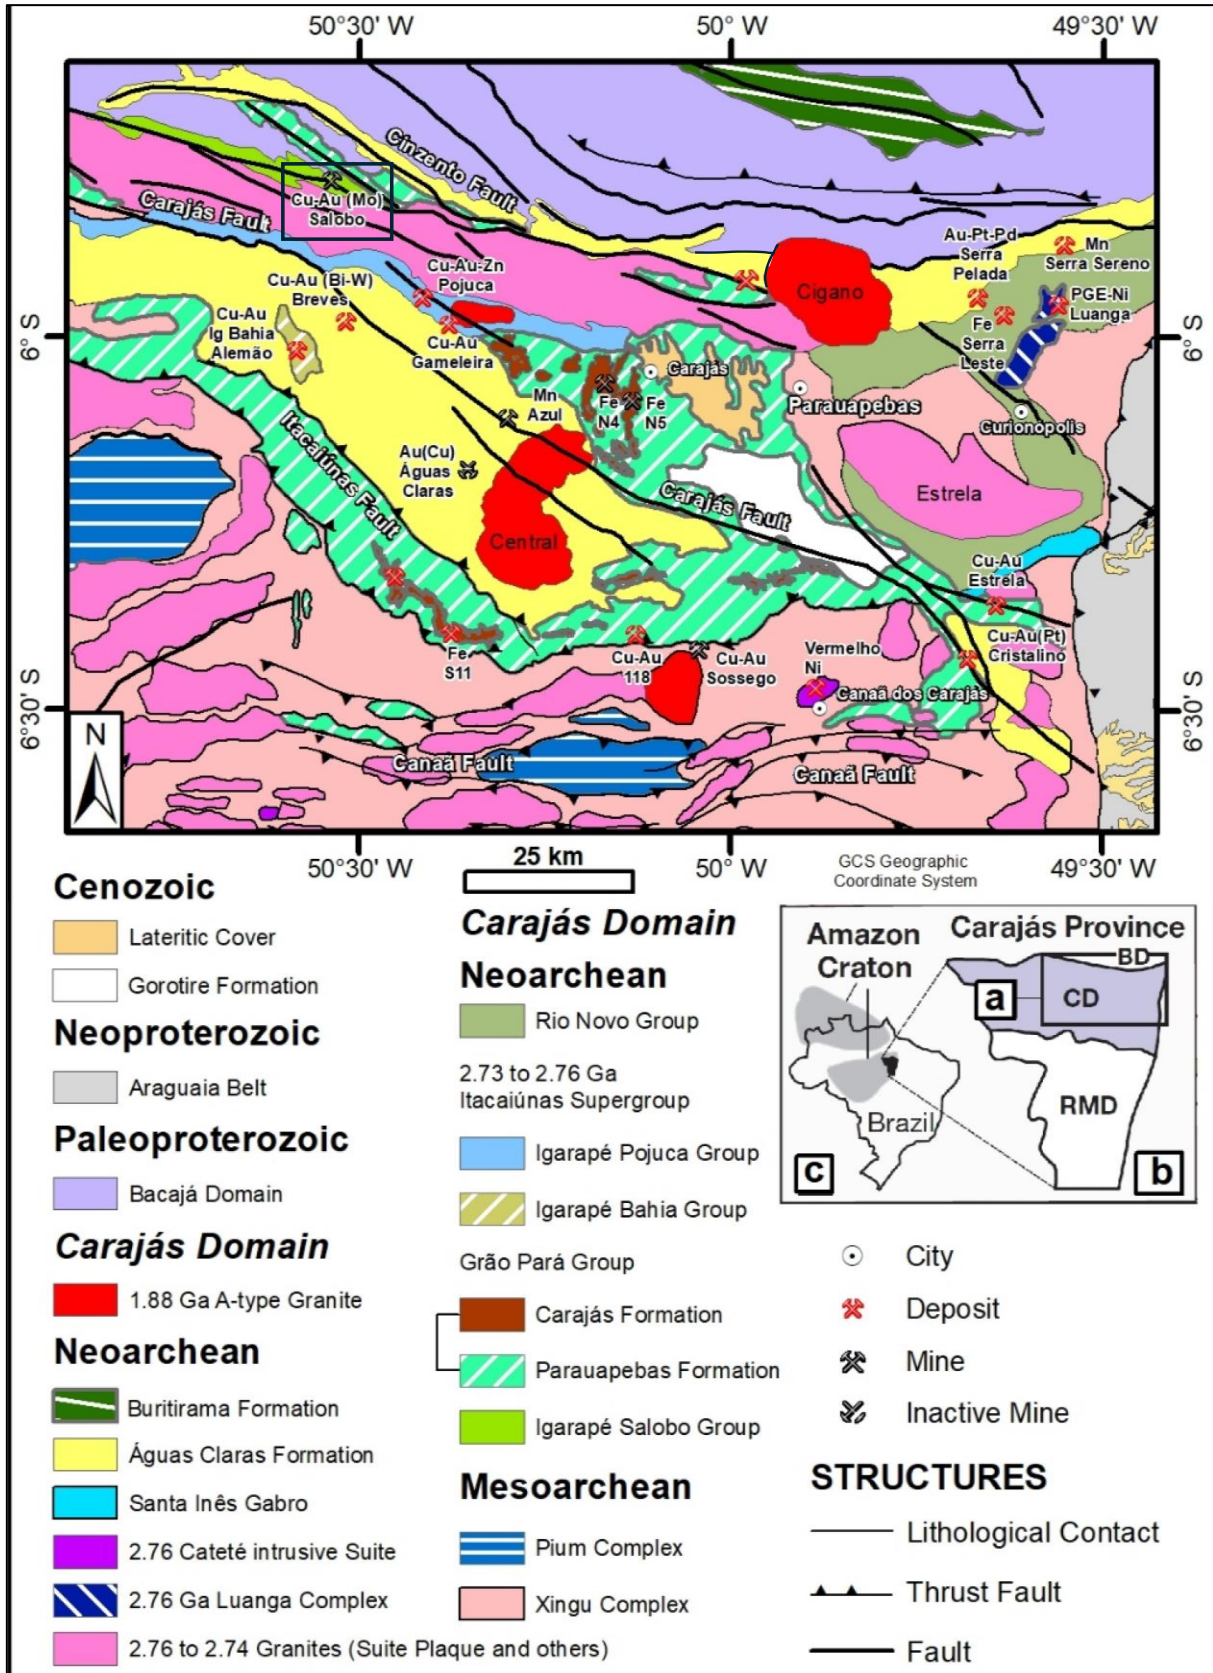 50°30' W
50° W
49°30' W
Cinzento Fault
Cu-Au (Mo)
Salobo
Carajás Fault
Au-Pt-Pd
Serra
Pelada
Mn
Serra Sereno
Cu-Au-Zn
Pojuca
Cu-Au (Bi-W)
Breves
Cigano
PGE-Ni
Luanga
Cu-Au
Ig Bahia
Alemão
6° S
6° S
Cu-Au
Gameleira
Fe
Serra
Leste
Carajás
Mn
Azul
Fe
N4
Fe
N5
Parauapebas
Curionópolis
Itacaiúnas Fault
Au(Cu)
Águas
Claras
Estrela
Carajás Fault
Central
Cu-Au
Estrela
Fe
S11
Cu-Au
118
Cu-Au
Sossego
Vermelho
Ni
Cu-Au(Pt)
Cristalino
Canaã dos Carajás
6°30' S
6°30' S
N
Canaã Fault
Canaã Fault
50°30' W
25 km
50° W
49°30' W
GCS Geographic
Coordinate System
Cenozoic
Lateritic Cover
Gorotire Formation
Neoproterozoic
Araguaia Belt
Paleoproterozoic
Bacajá Domain
Carajás Domain
1.88 Ga A-type Granite
Neoarchean
Buritirama Formation
Águas Claras Formation
Santa Inês Gabro
2.76 Cateté intrusive Suite
2.76 Ga Luanga Complex
2.76 to 2.74 Granites (Suite Plaque and others)
Carajás Domain
Neoarchean
Rio Novo Group
2.73 to 2.76 Ga
Itacaiúnas Supergroup
Igarapé Pojuca Group
Igarapé Bahia Group
Grão Pará Group
Carajás Formation
Parauapebas Formation
Igarapé Salobo Group
Mesoarchean
Pium Complex
Xingu Complex
Amazon
Craton
Carajás Province
BD
a
CD
RMD
Brazil
c
b
City
Deposit
Mine
Inactive Mine
STRUCTURES
Lithological Contact
Thrust Fault
Fault